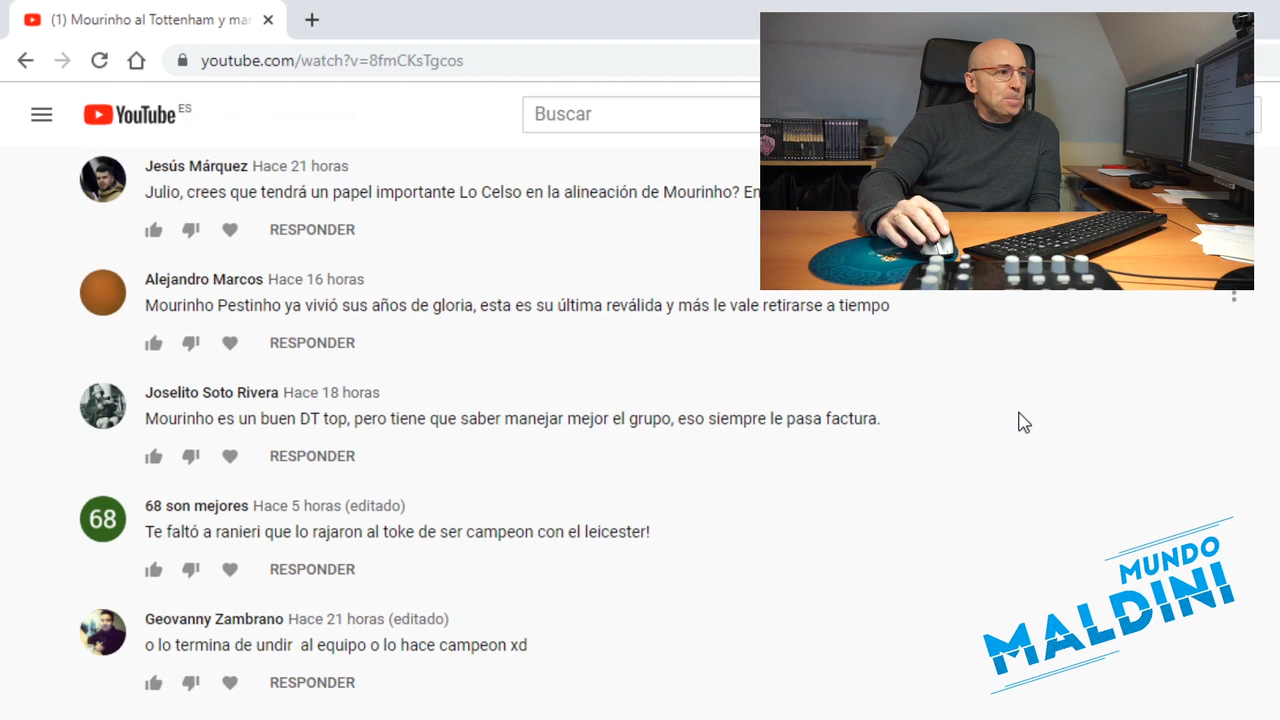 (1) Mourinho al Tottenham y ma
youtube.com/watch?v=8fmCKsTgcos
YouTube ES
Buscar
Jesús Márquez Hace 21 horas
Julio, crees que tendrá un papel importante Lo Celso en la alineación de Mourinho? En
RESPONDER
Alejandro Marcos Hace 16 horas
Mourinho Pestinho ya vivió sus años de gloria, esta es su última reválida y más le vale retirarse a tiempo
RESPONDER
Joselito Soto Rivera Hace 18 horas
Mourinho es un buen DT top, pero tiene que saber manejar mejor el grupo, eso siempre le pasa factura.
RESPONDER
68
68 son mejores Hace 5 horas (editado)
Te faltó a ranieri que lo rajaron al toke de ser campeon con el leicester!
RESPONDER
Geovanny Zambrano Hace 21 horas (editado)
o lo termina de undir al equipo o lo hace campeon xd
RESPONDER
MUNDO
MALDINI